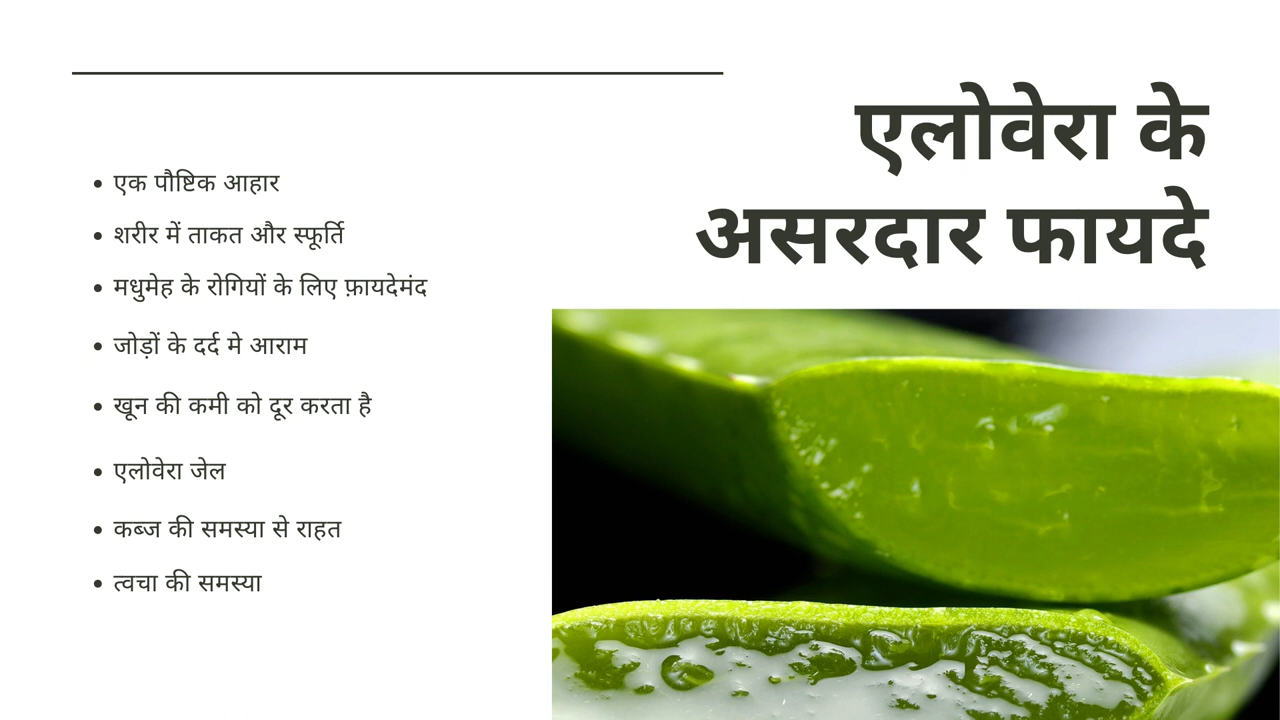 एलोवेरा के
असरदार फायदे
एक पौष्टिक आहार
शरीर में ताकत और स्फूर्ति
मधुमेह के रोगियों के लिए फ़ायदेमंद
जोड़ों के दर्द मे आराम
खून की कमी को दूर करता है
एलोवेरा जेल
कब्ज की समस्या से राहत
त्वचा की समस्या